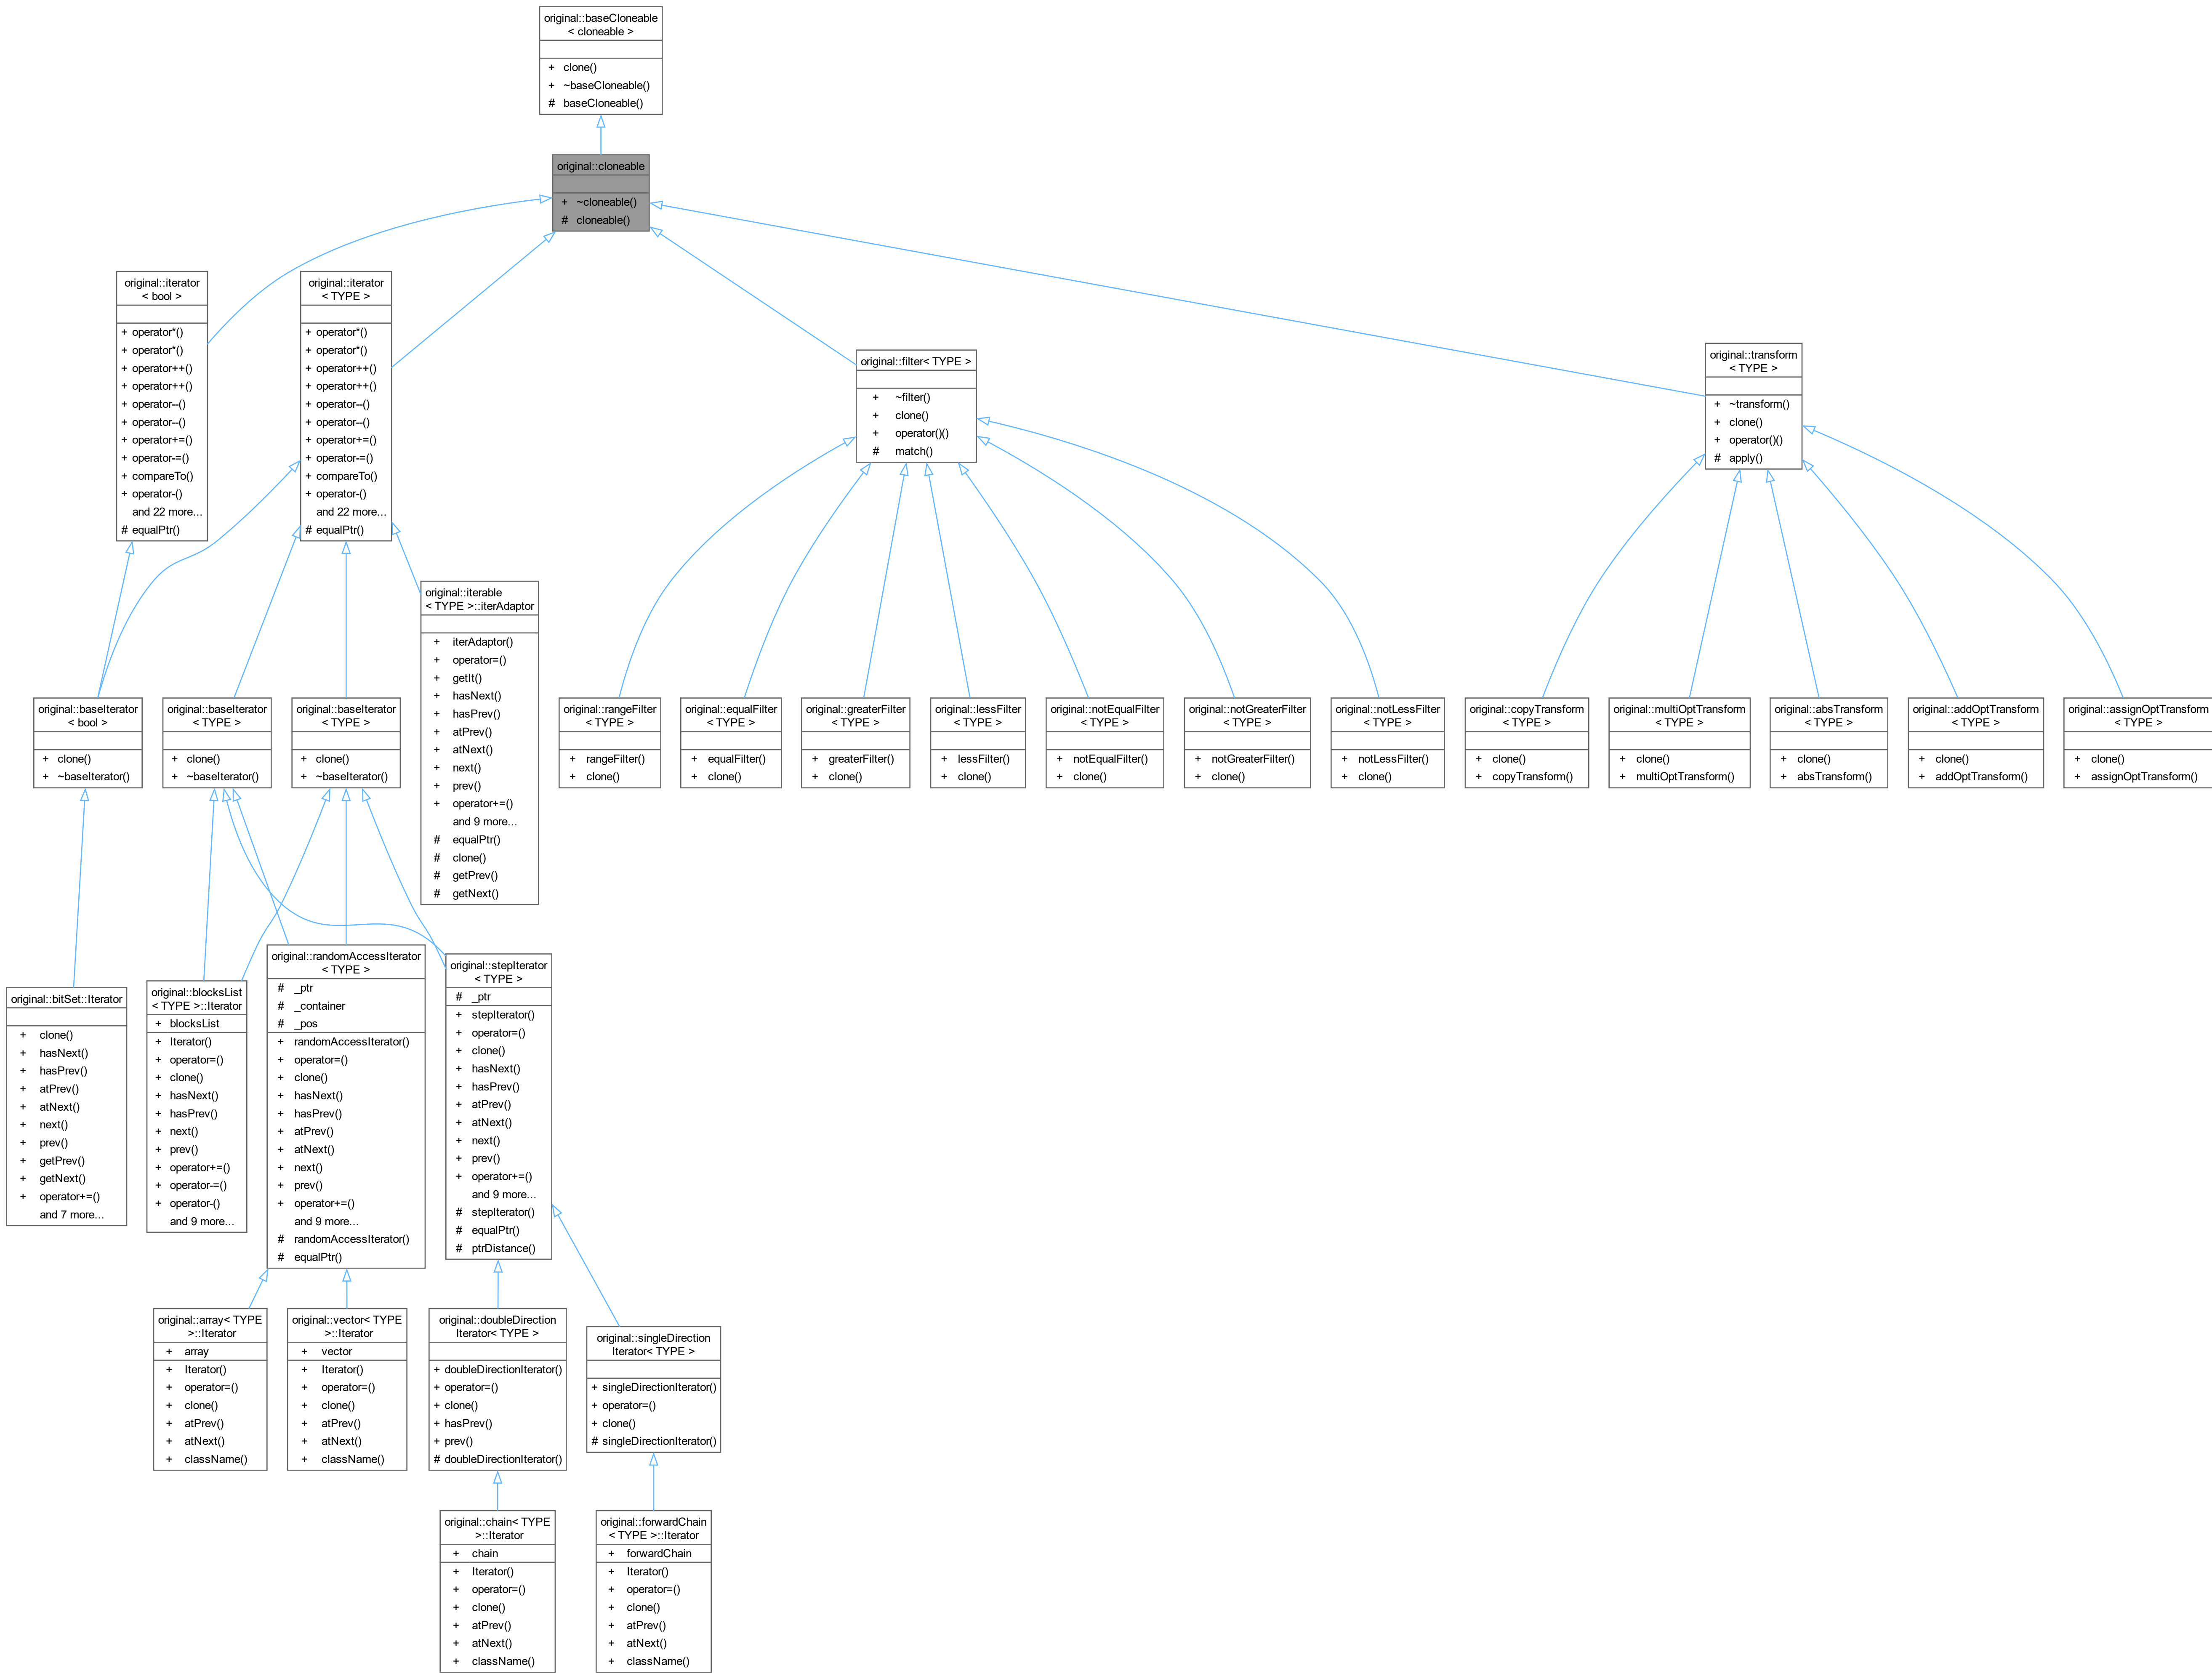 original::baseCloneable
< cloneable >
+ clone()
+ ~baseCloneable()
# baseCloneable()
original::cloneable
+ ~cloneable()
# cloneable()
original::iterator
< bool >
+ operator*()
+ operator*()
+ operator++()
+ operator++()
+ operator--()
+ operator--()
+ operator+=()
+ operator-=()
+ compareTo()
+ operator-()
and 22 more...
# equalPtr()
original::iterator
< TYPE >
+ operator*()
+ operator*()
+ operator++()
+ operator++()
+ operator--()
+ operator--()
+ operator+=()
+ operator-=()
+ compareTo()
+ operator-()
and 22 more...
# equalPtr()
original::filter< TYPE >
+ ~filter()
+ clone()
+ operator()()
# match()
original::transform
< TYPE >
+ ~transform()
+ clone()
+ operator()()
# apply()
original::iterable
< TYPE >::iterAdaptor
+ iterAdaptor()
+ operator=()
+ getIt()
+ hasNext()
+ hasPrev()
+ atPrev()
+ atNext()
+ next()
+ prev()
+ operator+=()
and 9 more...
# equalPtr()
# clone()
# getPrev()
# getNext()
original::baseIterator
< bool >
+ clone()
+ ~baseIterator()
original::baseIterator
< TYPE >
+ clone()
+ ~baseIterator()
original::baseIterator
< TYPE >
+ clone()
+ ~baseIterator()
original::rangeFilter
< TYPE >
+ rangeFilter()
+ clone()
original::equalFilter
< TYPE >
+ equalFilter()
+ clone()
original::greaterFilter
< TYPE >
+ greaterFilter()
+ clone()
original::lessFilter
< TYPE >
+ lessFilter()
+ clone()
original::notEqualFilter
< TYPE >
+ notEqualFilter()
+ clone()
original::notGreaterFilter
< TYPE >
+ notGreaterFilter()
+ clone()
original::notLessFilter
< TYPE >
+ notLessFilter()
+ clone()
original::copyTransform
< TYPE >
+ clone()
+ copyTransform()
original::multiOptTransform
< TYPE >
+ clone()
+ multiOptTransform()
original::absTransform
< TYPE >
+ clone()
+ absTransform()
original::addOptTransform
< TYPE >
+ clone()
+ addOptTransform()
original::assignOptTransform
< TYPE >
+ clone()
+ assignOptTransform()
original::bitSet::Iterator
+ clone()
+ hasNext()
+ hasPrev()
+ atPrev()
+ atNext()
+ next()
+ prev()
+ getPrev()
+ getNext()
+ operator+=()
and 7 more...
original::blocksList
< TYPE >::Iterator
+ blocksList
+ Iterator()
+ operator=()
+ clone()
+ hasNext()
+ hasPrev()
+ next()
+ prev()
+ operator+=()
+ operator-=()
+ operator-()
and 9 more...
original::randomAccessIterator
< TYPE >
# _ptr
# _container
# _pos
+ randomAccessIterator()
+ operator=()
+ clone()
+ hasNext()
+ hasPrev()
+ atPrev()
+ atNext()
+ next()
+ prev()
+ operator+=()
and 9 more...
# randomAccessIterator()
# equalPtr()
original::stepIterator
< TYPE >
# _ptr
+ stepIterator()
+ operator=()
+ clone()
+ hasNext()
+ hasPrev()
+ atPrev()
+ atNext()
+ next()
+ prev()
+ operator+=()
and 9 more...
# stepIterator()
# equalPtr()
# ptrDistance()
original::array< TYPE
>::Iterator
+ array
+ Iterator()
+ operator=()
+ clone()
+ atPrev()
+ atNext()
+ className()
original::vector< TYPE
>::Iterator
+ vector
+ Iterator()
+ operator=()
+ clone()
+ atPrev()
+ atNext()
+ className()
original::doubleDirection
Iterator< TYPE >
+ doubleDirectionIterator()
+ operator=()
+ clone()
+ hasPrev()
+ prev()
# doubleDirectionIterator()
original::singleDirection
Iterator< TYPE >
+ singleDirectionIterator()
+ operator=()
+ clone()
# singleDirectionIterator()
original::chain< TYPE
>::Iterator
+ chain
+ Iterator()
+ operator=()
+ clone()
+ atPrev()
+ atNext()
+ className()
original::forwardChain
< TYPE >::Iterator
+ forwardChain
+ Iterator()
+ operator=()
+ clone()
+ atPrev()
+ atNext()
+ className()